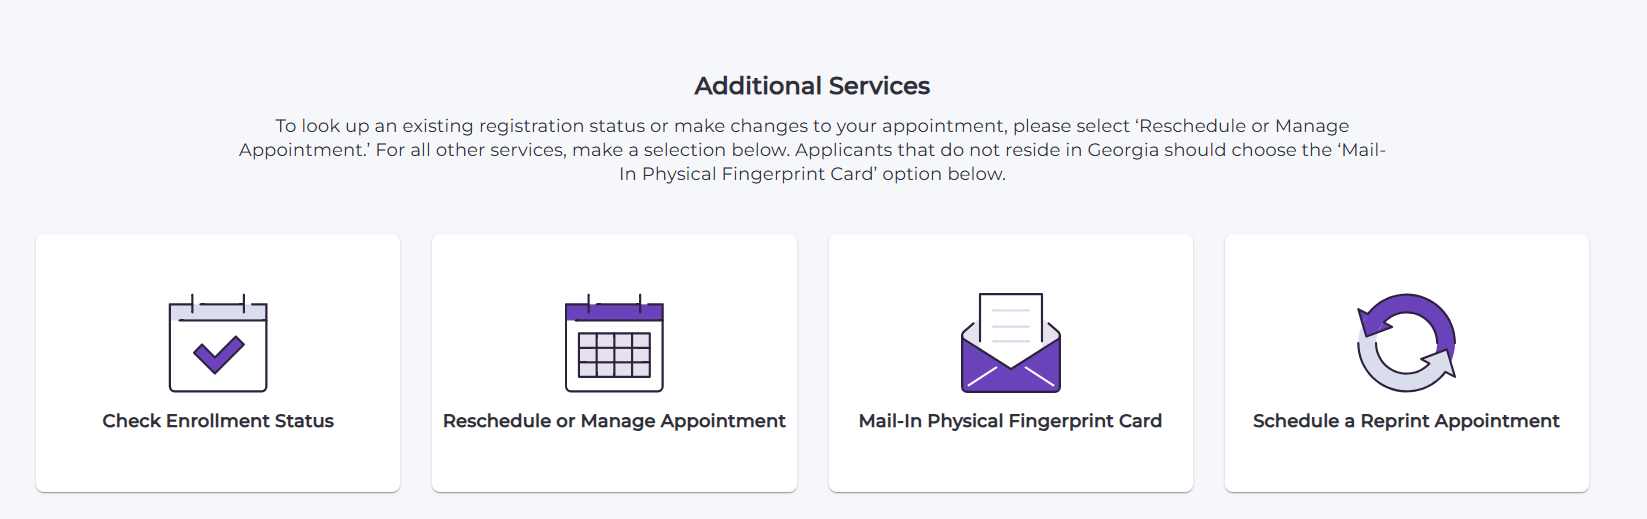 Additional Services
To look up an existing registration status or make changes to your appointment, please select ‘Reschedule or Manage
Appointment.’ For all other services, make a selection below. Applicants that do not reside in Georgia should choose the ‘Mail-
In Physical Fingerprint Card’ option below.
Check Enrollment Status
Reschedule or Manage Appointment
Mail-In Physical Fingerprint Card
Schedule a Reprint Appointment